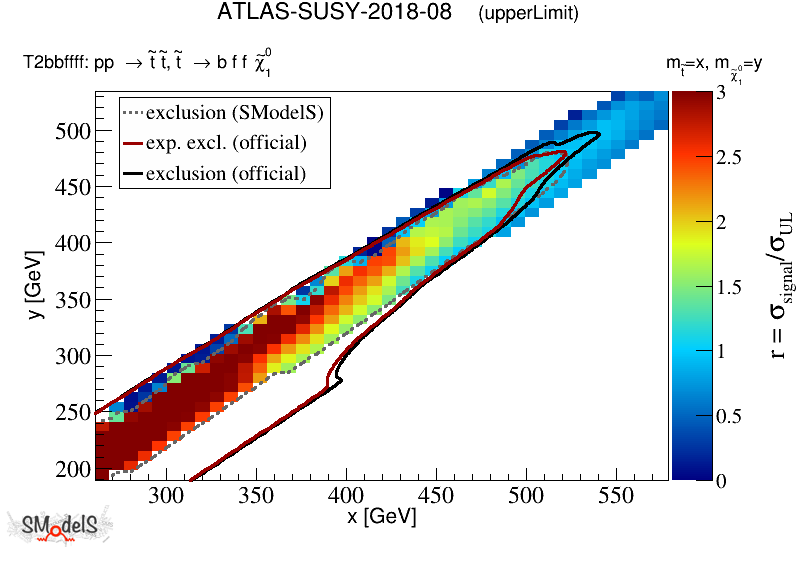 ATLAS-SUSY-2018-08 (upperLimit)
T2bbffff: pp → t̃ t̃, t̃ → b f f χ̃₁⁰
m_t̃=x, m_χ̃₁⁰=y
exclusion (SModelS)
exp. excl. (official)
exclusion (official)
500
450
400
350
300
250
200
y [GeV]
300 350 400 450 500 550
x [GeV]
3
2.5
2
1.5
1
0.5
0
r = σ_signal/σ_UL
SModelS